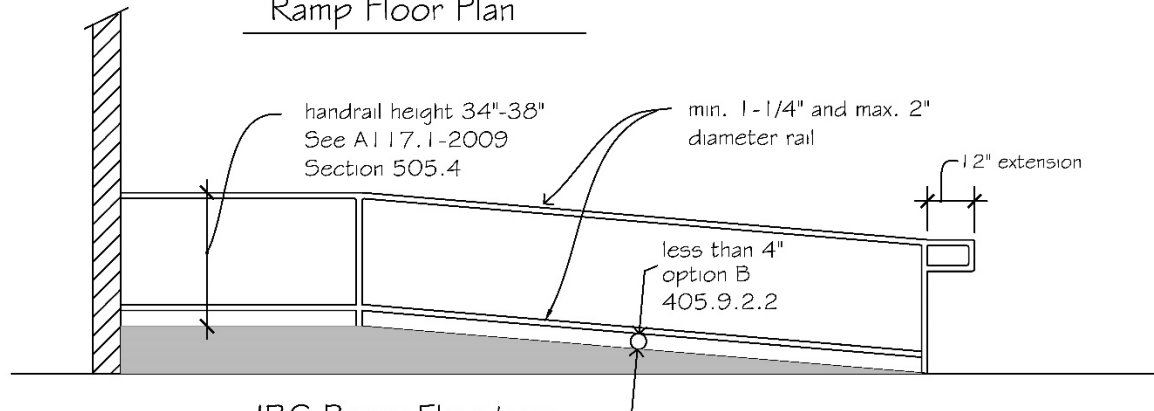 Ramp Floor Plan
handrail height 34"-38"
See A117.1-2009
Section 505.4
min. 1-1/4" and max. 2"
diameter rail
12" extension
less than 4"
option B
405.9.2.2
IBC Ramp Elevation